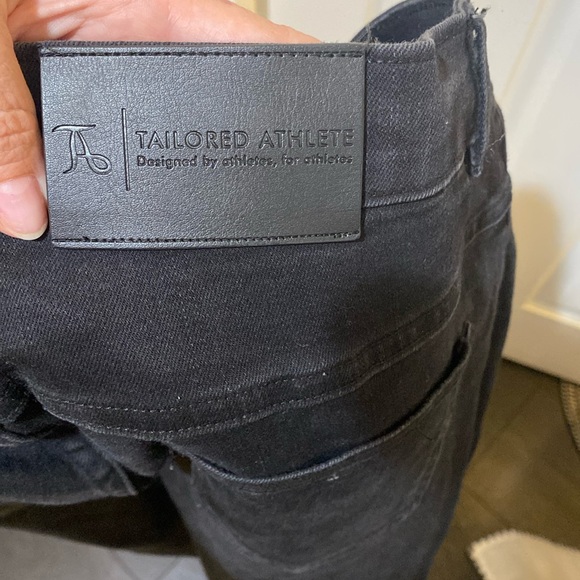 TA
TAILORED ATHLETE
Designed by athletes, for athletes